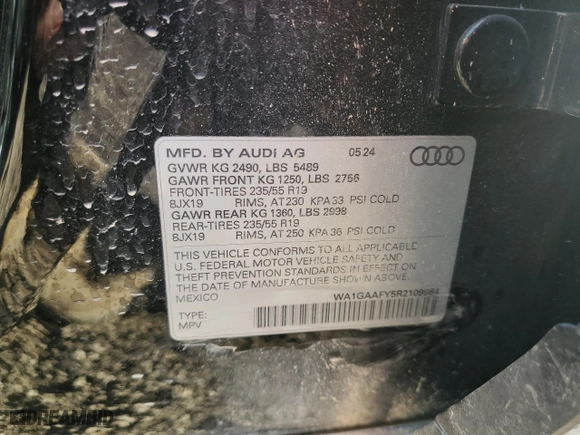 MFD. BY AUDI AG 05 24
GVWR KG 2490, LBS 5489
GAWR FRONT KG 1250, LBS 2756
FRONT-TIRES 235/55 R19
8JX19 RIMS, AT 230 KPA 33 PSI COLD
GAWR REAR KG 1360, LBS 2998
REAR-TIRES 235/55 R19
8JX19 RIMS, AT 250 KPA 36 PSI COLD
THIS VEHICLE CONFORMS TO ALL APPLICABLE
U.S. FEDERAL MOTOR VEHICLE SAFETY AND
THEFT PREVENTION STANDARDS IN EFFECT ON
THE DATE OF MANUFACTURE SHOWN ABOVE.
MEXICO
TYPE:
MPV
DREAMBID